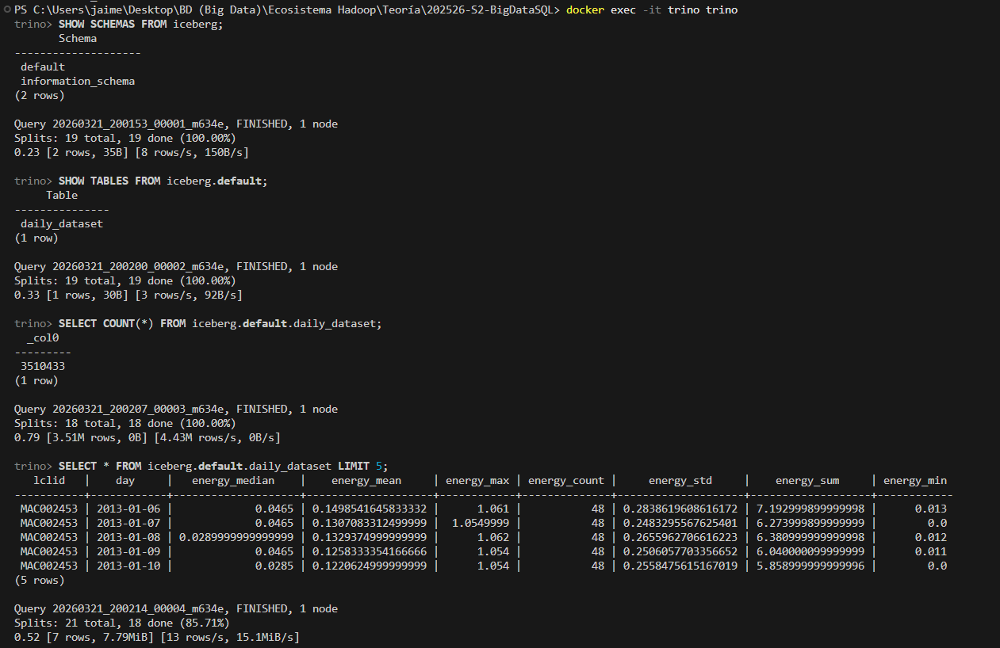 PS C:\Users\jaime\Desktop\BD (Big Data)\Ecosistema Hadoop\Teoría\202526-S2-BigDataSQL> docker exec -it trino trino
trino> SHOW SCHEMAS FROM iceberg;
       Schema
--------------------
 default
 information_schema
(2 rows)

Query 20260321_200153_00001_m634e, FINISHED, 1 node
Splits: 19 total, 19 done (100.00%)
0.23 [2 rows, 35B] [8 rows/s, 150B/s]

trino> SHOW TABLES FROM iceberg.default;
     Table
---------------
 daily_dataset
(1 row)

Query 20260321_200200_00002_m634e, FINISHED, 1 node
Splits: 19 total, 19 done (100.00%)
0.33 [1 rows, 30B] [3 rows/s, 92B/s]

trino> SELECT COUNT(*) FROM iceberg.default.daily_dataset;
  _col0
---------
 3510433
(1 row)

Query 20260321_200207_00003_m634e, FINISHED, 1 node
Splits: 18 total, 18 done (100.00%)
0.79 [3.51M rows, 0B] [4.43M rows/s, 0B/s]

trino> SELECT * FROM iceberg.default.daily_dataset LIMIT 5;
   lclid   |    day     |   energy_median    |    energy_mean     | energy_max | energy_count |     energy_std     |    energy_sum     | energy_min
-----------+------------+--------------------+--------------------+------------+--------------+--------------------+-------------------+------------
 MAC002453 | 2013-01-06 |             0.0465 | 0.1498541645833332 |      1.061 |           48 | 0.2838619608616172 | 7.192999899999998 |      0.013
 MAC002453 | 2013-01-07 |             0.0465 | 0.1307083312499999 |  1.0549999 |           48 | 0.2483295567625401 | 6.273999899999999 |        0.0
 MAC002453 | 2013-01-08 | 0.0289999999999999 | 0.1329374999999999 |      1.062 |           48 | 0.2655962706616223 | 6.380999999999998 |      0.012
 MAC002453 | 2013-01-09 |             0.0465 | 0.1258333354166666 |      1.054 |           48 | 0.2506057703356652 | 6.040000099999999 |      0.011
 MAC002453 | 2013-01-10 |             0.0285 | 0.1220624999999999 |      1.054 |           48 | 0.2558475615167019 | 5.858999999999996 |        0.0
(5 rows)

Query 20260321_200214_00004_m634e, FINISHED, 1 node
Splits: 21 total, 18 done (85.71%)
0.52 [7 rows, 7.79MiB] [13 rows/s, 15.1MiB/s]